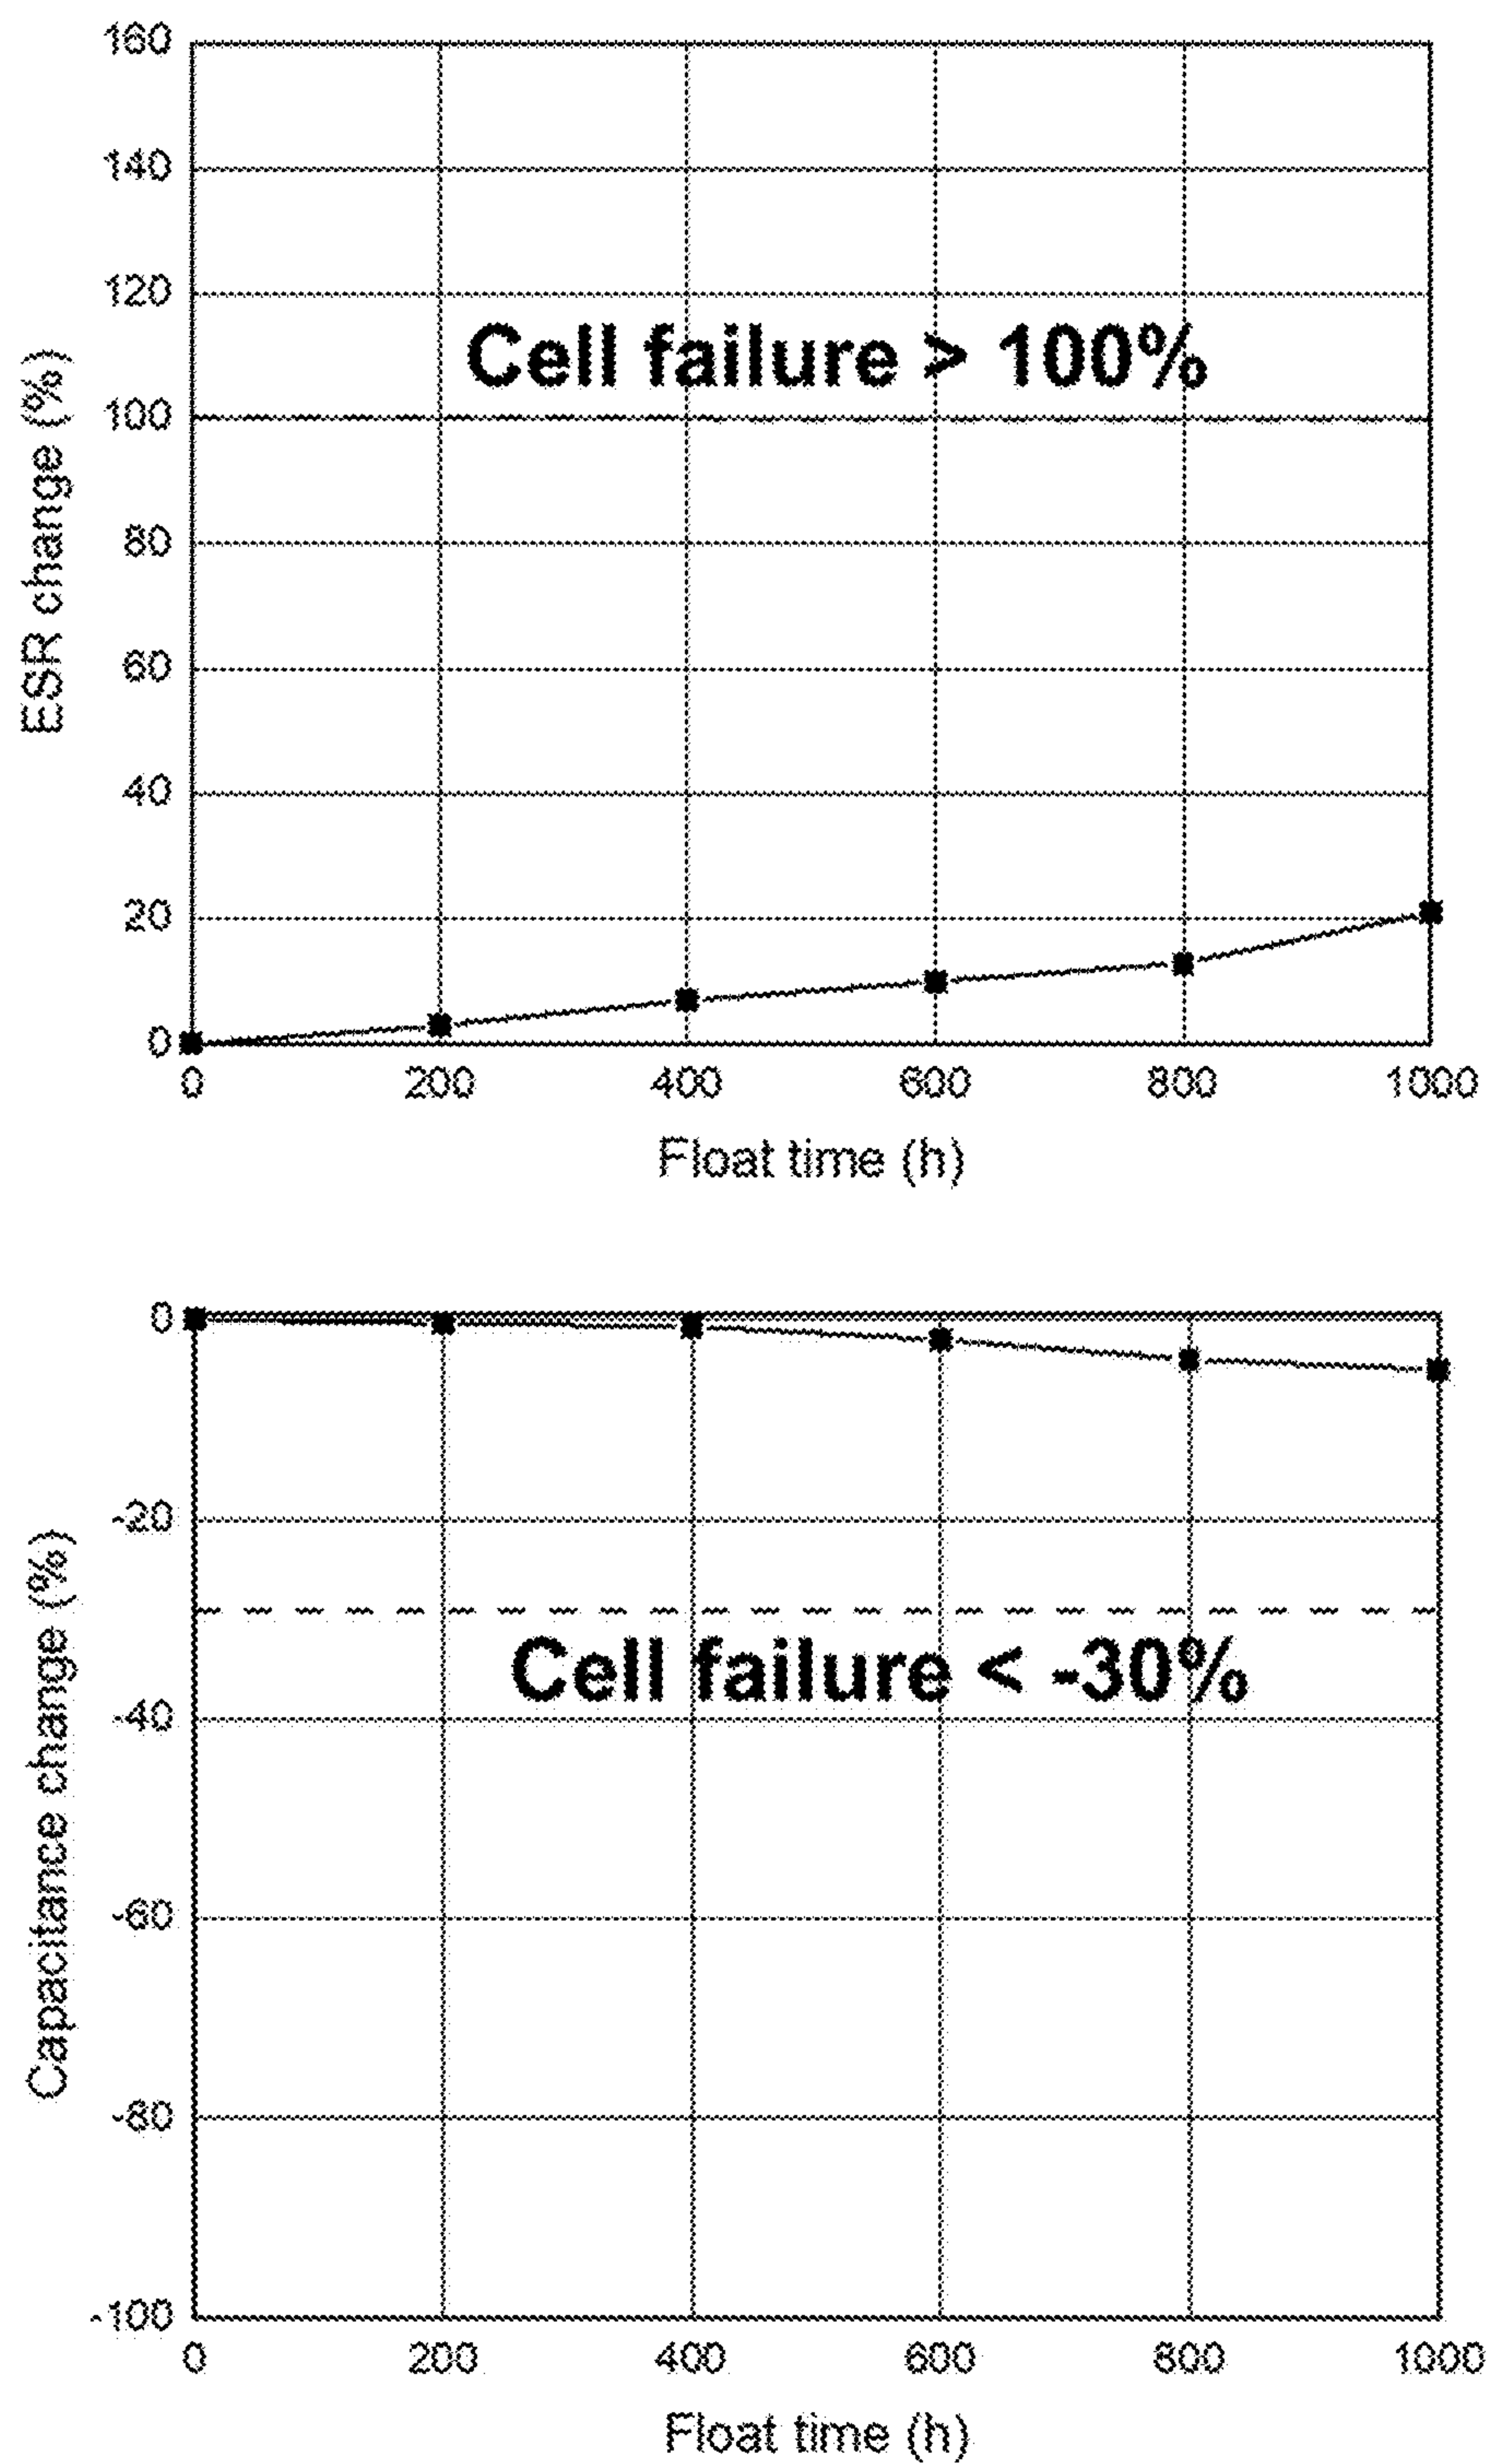 160
140
120
Cell failure > 100%
100
80
60
40
20
0
ESR change (%)
0 200 400 600 800 1000
Float time (h)
0
-20
Cell failure < -30%
-40
-60
-80
-100
Capacitance change (%)
0 200 400 600 800 1000
Float time (h)